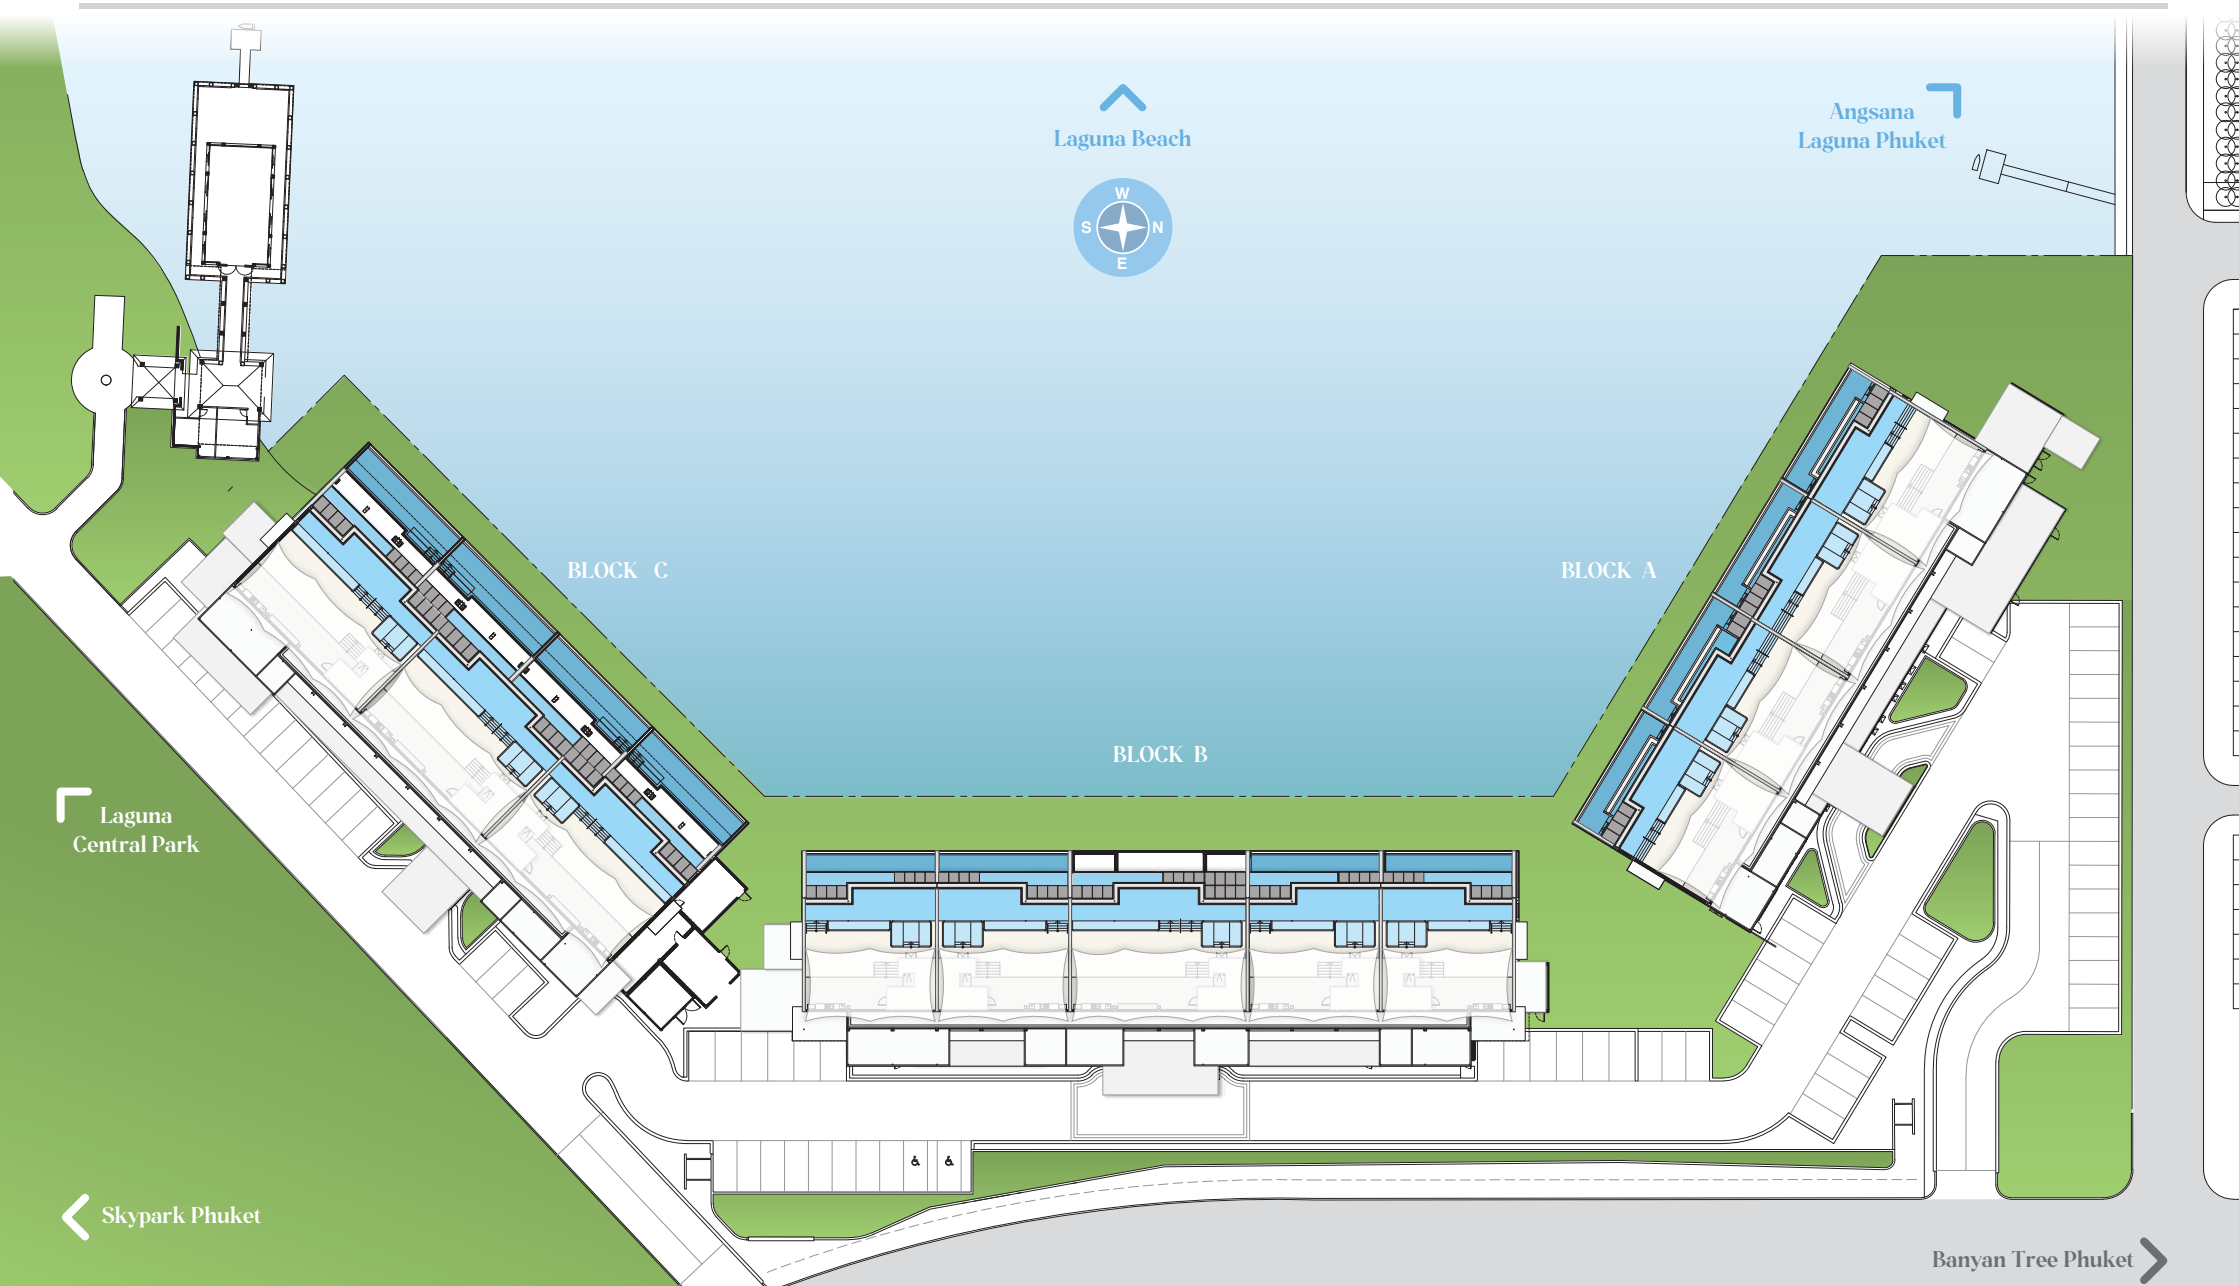 Laguna Beach
Angsana
Laguna Phuket
W
S
N
E
BLOCK C
BLOCK A
BLOCK B
Laguna
Central Park
Skypark Phuket
Banyan Tree Phuket